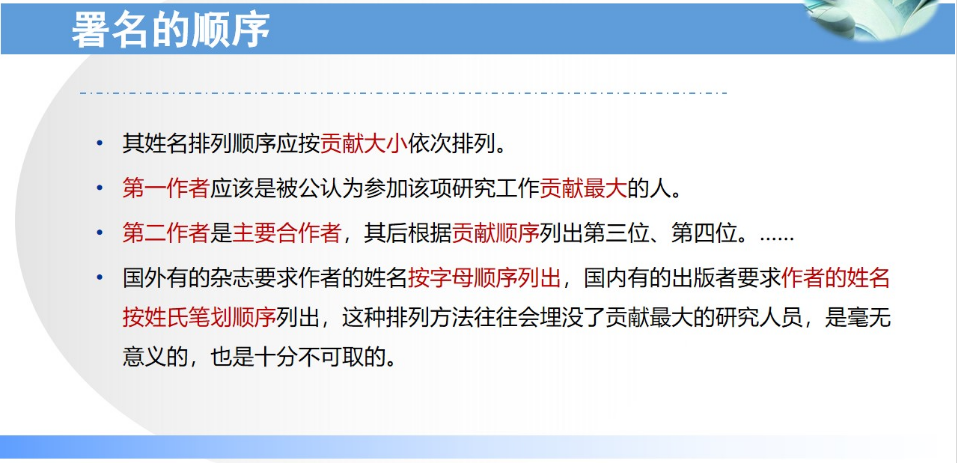 署名的顺序
• 其姓名排列顺序应按贡献大小依次排列。
• 第一作者应该是被公认为参加该项研究工作贡献最大的人。
• 第二作者是主要合作者，其后根据贡献顺序列出第三位、第四位。......
• 国外有的杂志要求作者的姓名按字母顺序列出，国内有的出版者要求作者的姓名
按姓氏笔划顺序列出，这种排列方法往往会埋没了贡献最大的研究人员，是毫无
意义的，也是十分不可取的。